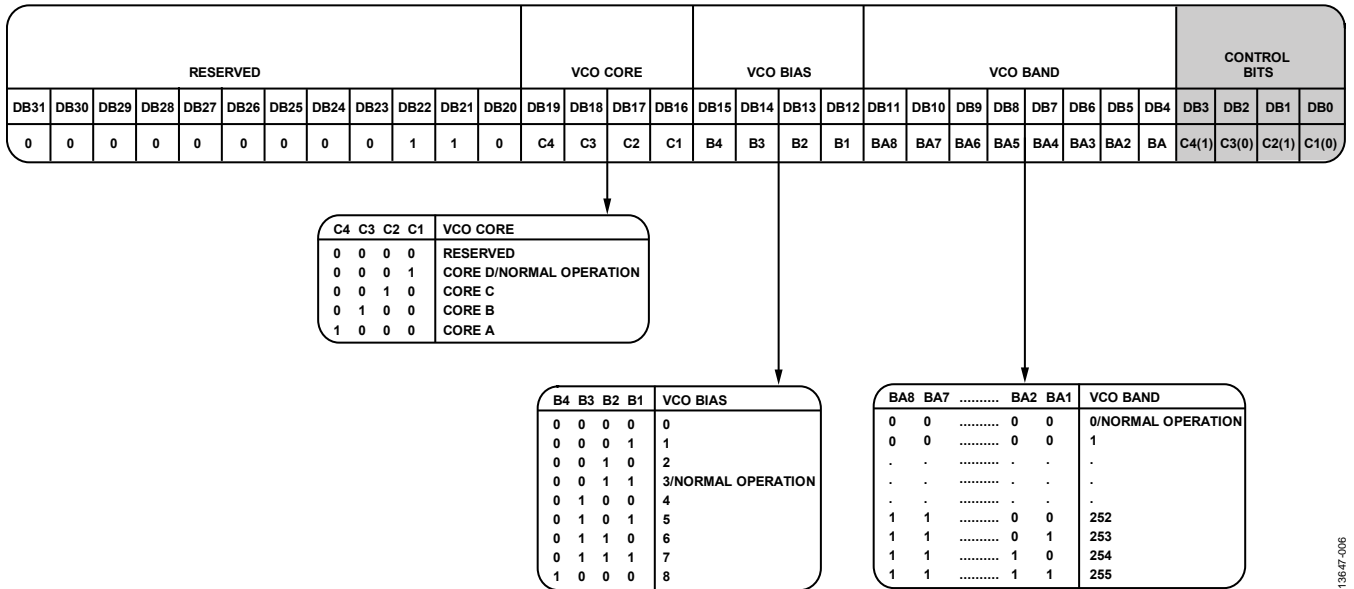 RESERVED VCO CORE VCO BIAS VCO BAND CONTROL
BITS
DB31 DB30 DB29 DB28 DB27 DB26 DB25 DB24 DB23 DB22 DB21 DB20 DB19 DB18 DB17 DB16 DB15 DB14 DB13 DB12 DB11 DB10 DB9 DB8 DB7 DB6 DB5 DB4 DB3 DB2 DB1 DB0
0 0 0 0 0 0 0 0 0 1 1 0 C4 C3 C2 C1 B4 B3 B2 B1 BA8 BA7 BA6 BA5 BA4 BA3 BA2 BA C4(1) C3(0) C2(1) C1(0)
C4 C3 C2 C1 VCO CORE
0 0 0 0 RESERVED
0 0 0 1 CORE D/NORMAL OPERATION
0 0 1 0 CORE C
0 1 0 0 CORE B
1 0 0 0 CORE A
B4 B3 B2 B1 VCO BIAS
0 0 0 0 0
0 0 0 1 1
0 0 1 0 2
0 0 1 1 3/NORMAL OPERATION
0 1 0 0 4
0 1 0 1 5
0 1 1 0 6
0 1 1 1 7
1 0 0 0 8
BA8 BA7 .......... BA2 BA1 VCO BAND
0 0 .......... 0 0 0/NORMAL OPERATION
0 0 .......... 0 0 1
. . .......... . . .
. . .......... . . .
. . .......... . . .
1 1 .......... 0 0 252
1 1 .......... 0 1 253
1 1 .......... 1 0 254
1 1 .......... 1 1 255
13647-006